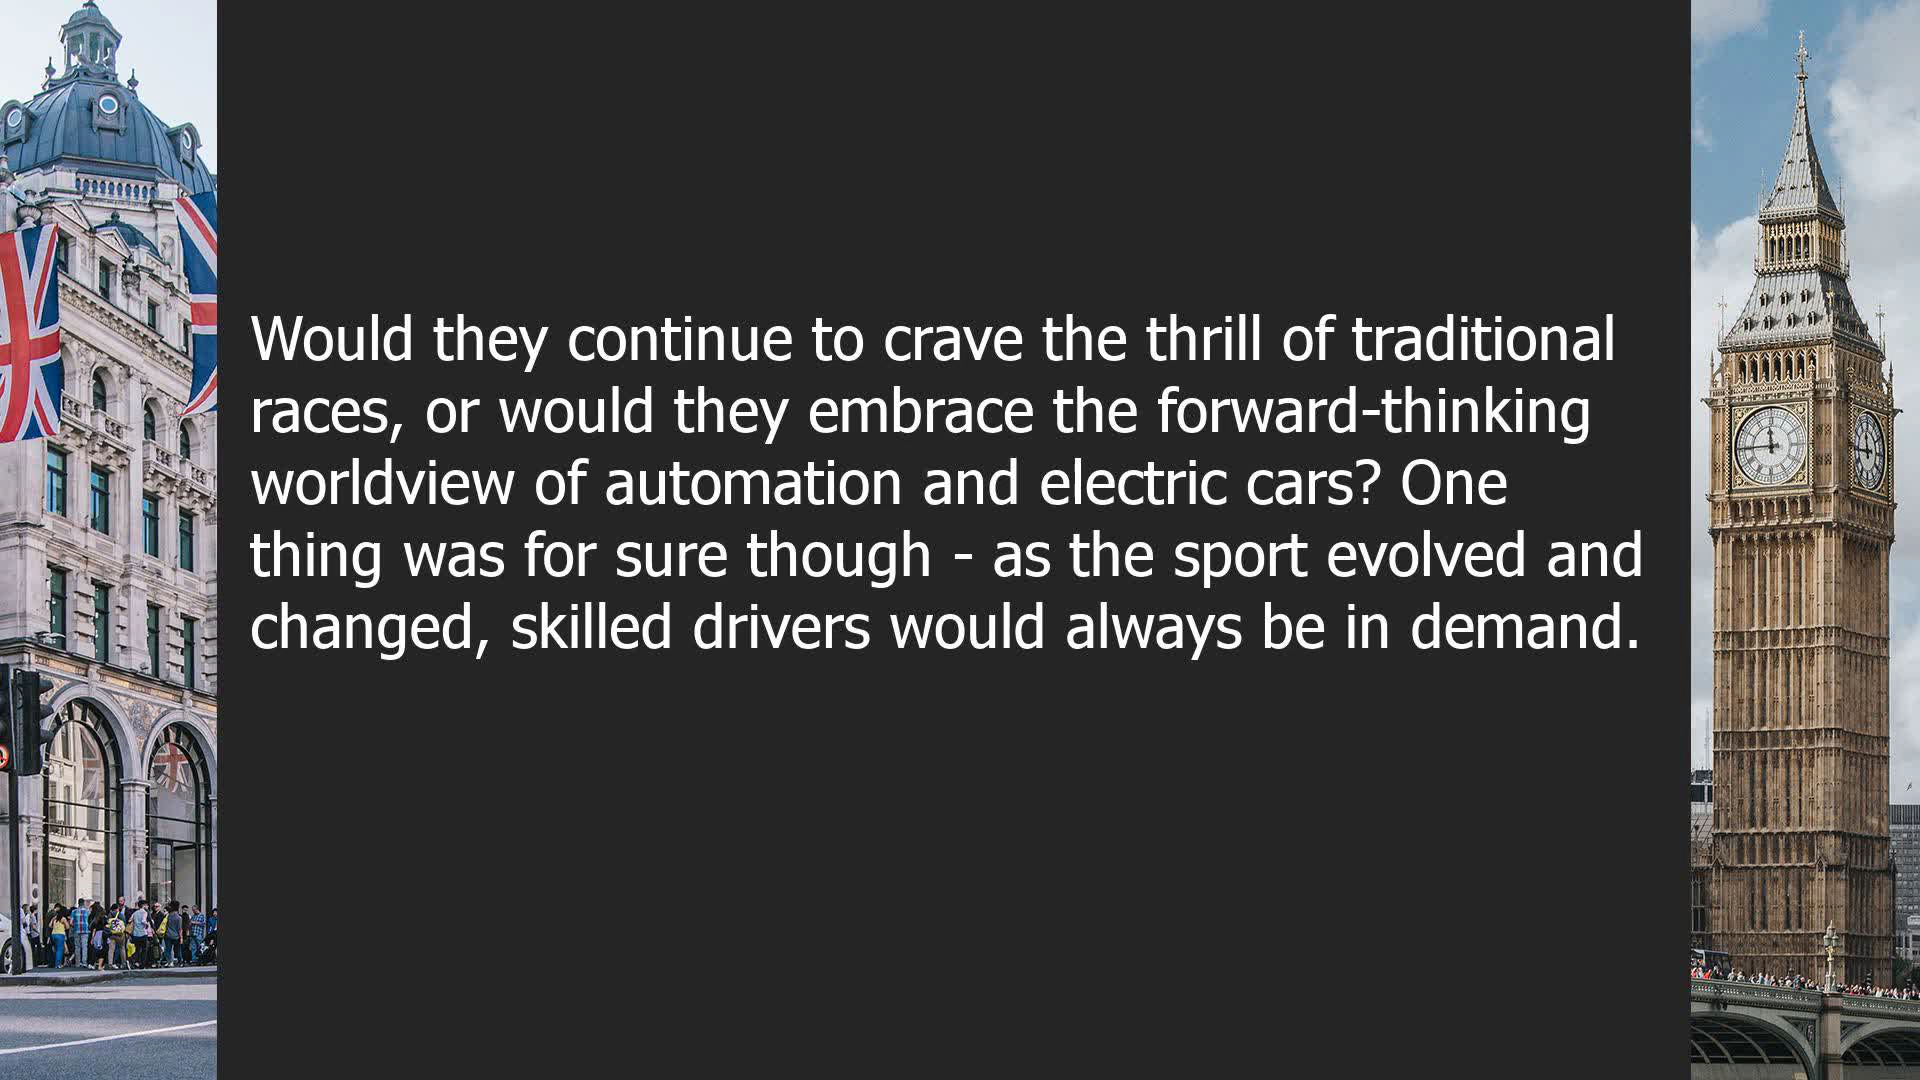 Would they continue to crave the thrill of traditional
races, or would they embrace the forward-thinking
worldview of automation and electric cars? One
thing was for sure though - as the sport evolved and
changed, skilled drivers would always be in demand.